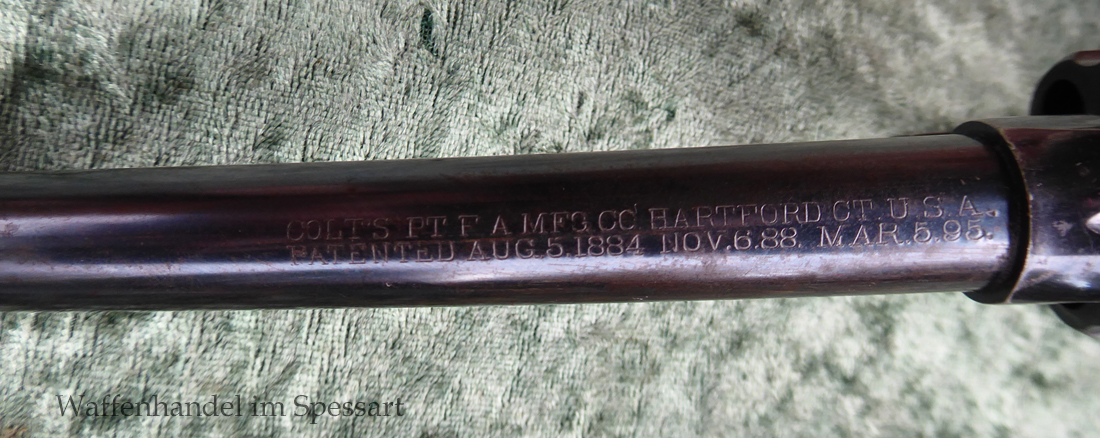 COLT'S PT. F. A. MFG. CO. HARTFORD CT. U.S.A.
PATENTED AUG. 5. 1884. NOV. 6. 88. MAR. 5. 95.
Waffenhandel im Spessart